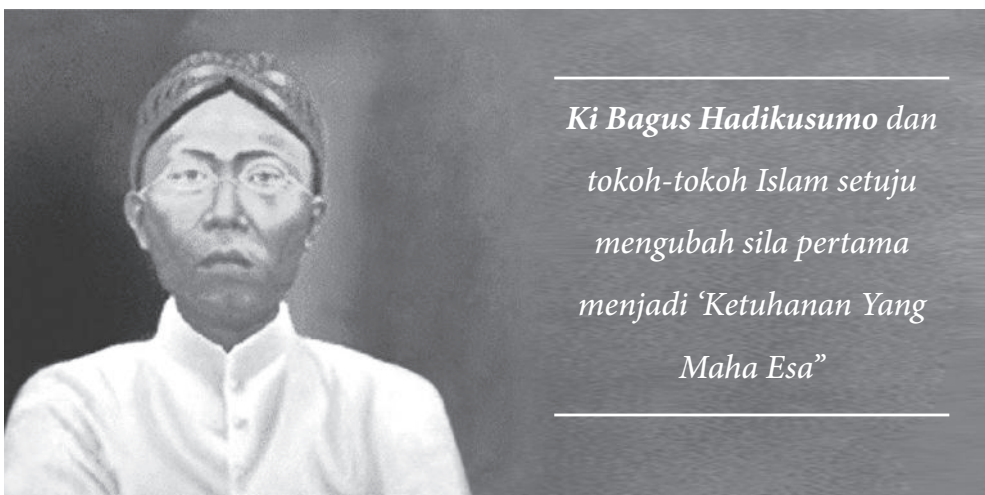 Ki Bagus Hadikusumo dan
tokoh-tokoh Islam setuju
mengubah sila pertama
menjadi ‘Ketuhanan Yang
Maha Esa”